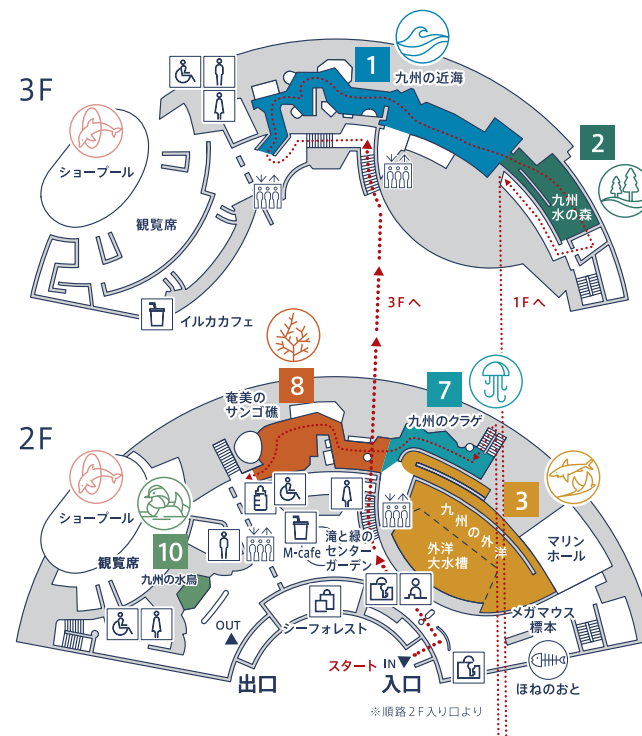 3F
1
九州の近海
2
九州
水の森
ショープール
観覧席
イルカカフェ
3Fへ
1Fへ
2F
8
奄美の
サンゴ礁
7
九州のクラゲ
3
九州の外洋
外洋
大水槽
マリン
ホール
ショープール
観覧席
10
九州の水鳥
M-cafe
滝と緑の
センター
ガーデン
シーフォレスト
メガマウス
標本
OUT
出口
スタート
IN
入口
ほねのおと
※順路2F入り口より